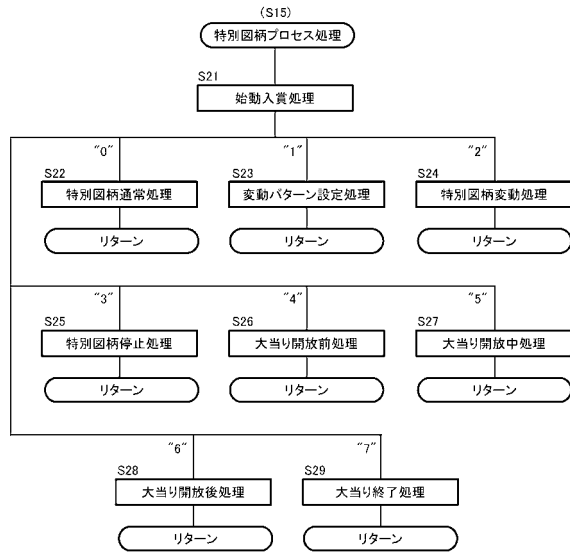 (S15)
特別図柄プロセス処理
S21
始動入賞処理
"0" "1" "2"
S22 S23 S24
特別図柄通常処理 変動パターン設定処理 特別図柄変動処理
リターン リターン リターン
"3" "4" "5"
S25 S26 S27
特別図柄停止処理 大当り開放前処理 大当り開放中処理
リターン リターン リターン
"6" "7"
S28 S29
大当り開放後処理 大当り終了処理
リターン リターン